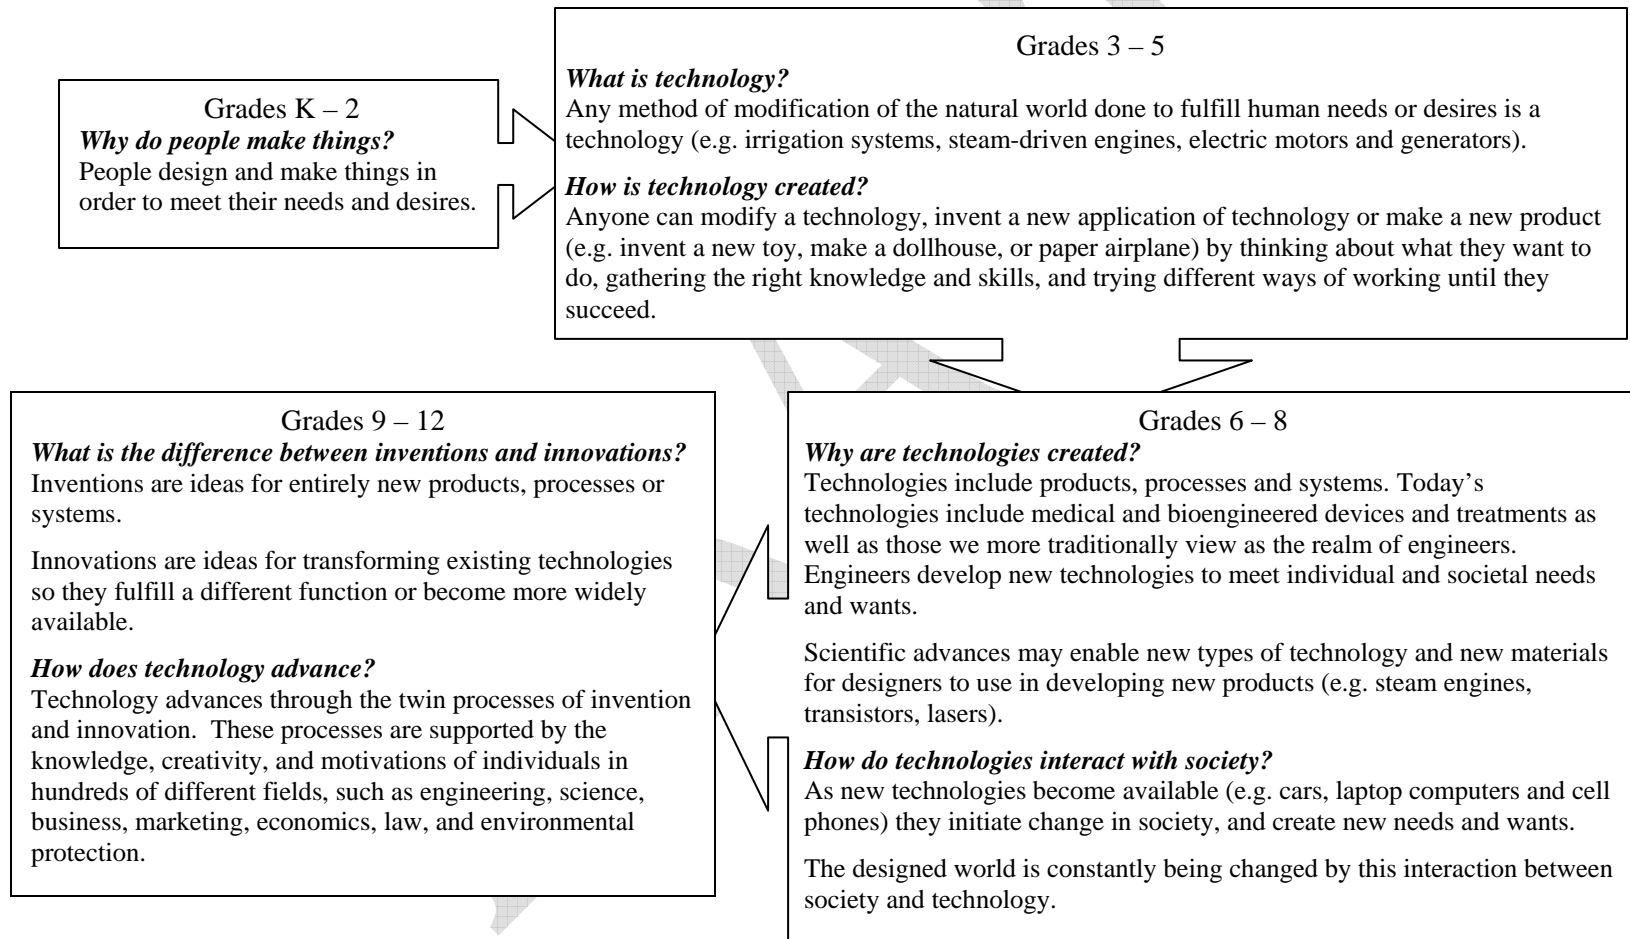 Grades K – 2
Why do people make things?
People design and make things in
order to meet their needs and desires.
Grades 3 – 5
What is technology?
Any method of modification of the natural world done to fulfill human needs or desires is a
technology (e.g. irrigation systems, steam-driven engines, electric motors and generators).
How is technology created?
Anyone can modify a technology, invent a new application of technology or make a new product
(e.g. invent a new toy, make a dollhouse, or paper airplane) by thinking about what they want to
do, gathering the right knowledge and skills, and trying different ways of working until they
succeed.
Grades 6 – 8
Why are technologies created?
Technologies include products, processes and systems. Today’s
technologies include medical and bioengineered devices and treatments as
well as those we more traditionally view as the realm of engineers.
Engineers develop new technologies to meet individual and societal needs
and wants.
Scientific advances may enable new types of technology and new materials
for designers to use in developing new products (e.g. steam engines,
transistors, lasers).
How do technologies interact with society?
As new technologies become available (e.g. cars, laptop computers and cell
phones) they initiate change in society, and create new needs and wants.
The designed world is constantly being changed by this interaction between
society and technology.
Grades 9 – 12
What is the difference between inventions and innovations?
Inventions are ideas for entirely new products, processes or
systems.
Innovations are ideas for transforming existing technologies
so they fulfill a different function or become more widely
available.
How does technology advance?
Technology advances through the twin processes of invention
and innovation.  These processes are supported by the
knowledge, creativity, and motivations of individuals in
hundreds of different fields, such as engineering, science,
business, marketing, economics, law, and environmental
protection.